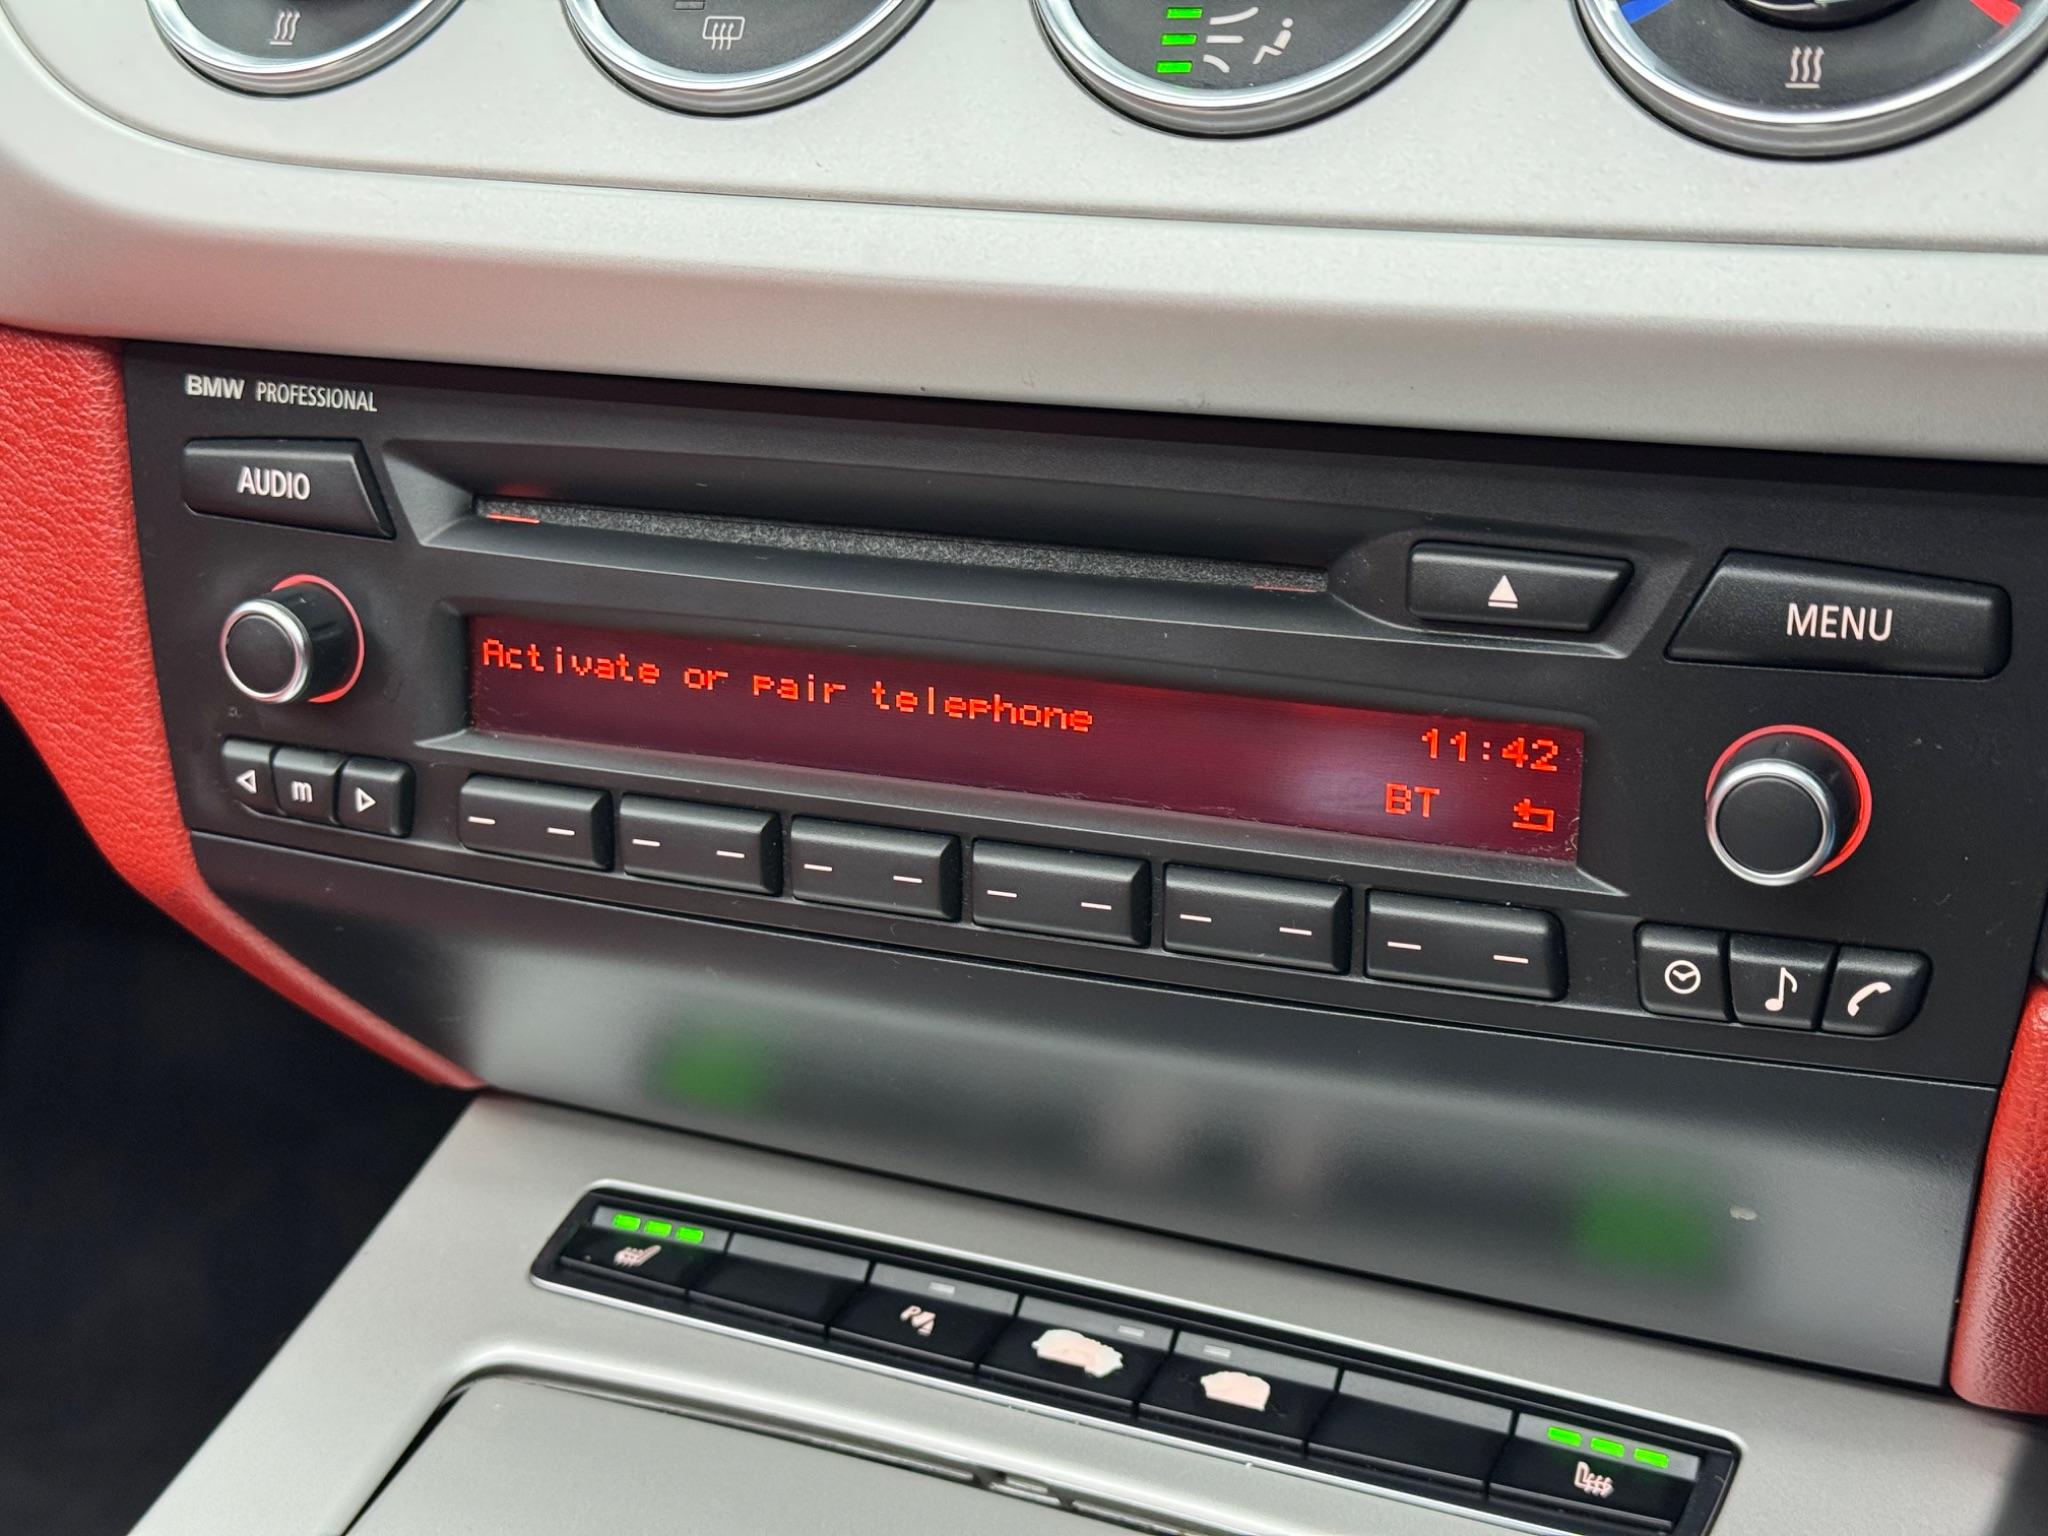 BMW PROFESSIONAL
AUDIO
MENU
Activate or pair telephone
11:42
BT
m